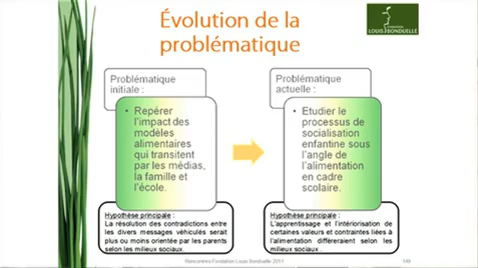 Évolution de la
problématique
FONDATION
LOUIS BONDUELLE
Problématique
initiale :
• Repérer
l'impact des
modèles
alimentaires
qui transitent
par les médias,
la famille et
l'école.
Hypothèse principale :
La résolution des contradictions entre
les divers messages véhiculés serait
plus ou moins orientée par les parents
selon les milieux sociaux.
Problématique
actuelle :
• Etudier le
processus de
socialisation
enfantine sous
l'angle de
l'alimentation
en cadre
scolaire.
Hypothèse principale :
L'apprentissage et l'intériorisation de
certaines valeurs et contraintes liées à
l'alimentation différeraient selon les
milieux sociaux .
Rencontres Fondation Louis Bonduelle 2011